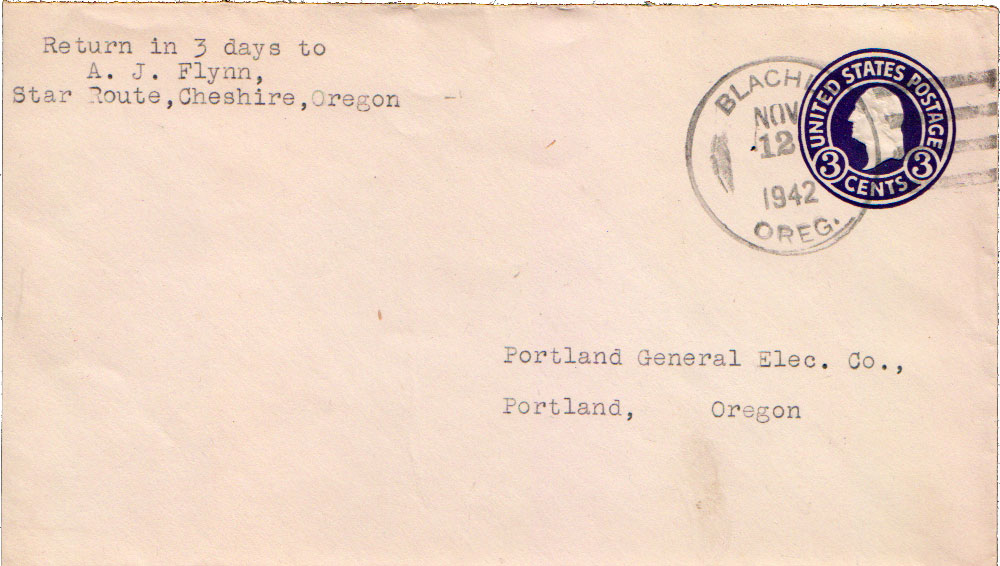 Return in 3 days to
A. J. Flynn,
Star Route,Cheshire,Oregon
NOV
12
1942
OREG.
UNITED STATES POSTAGE
3 CENTS 3
Portland General Elec. Co.,
Portland, Oregon